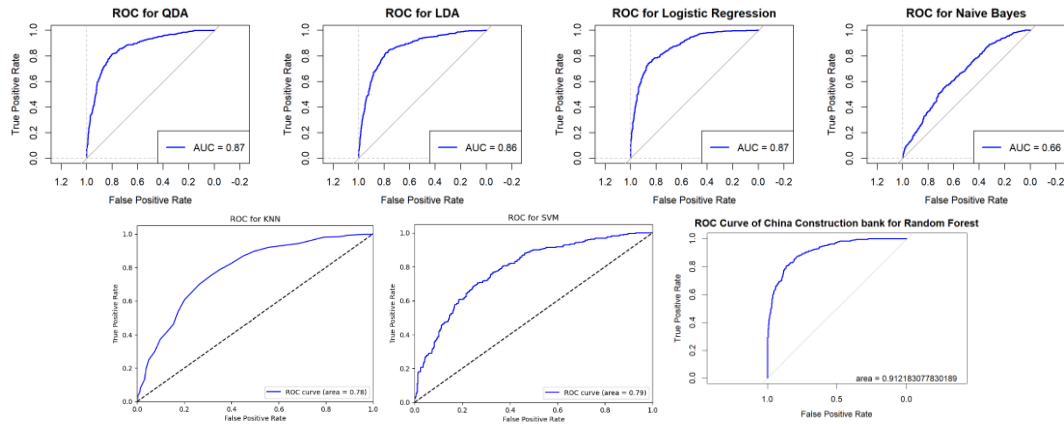 ROC for QDA
True Positive Rate
1.0
0.8
0.6
0.4
0.2
0.0
AUC = 0.87
1.2 1.0 0.8 0.6 0.4 0.2 0.0 -0.2
False Positive Rate
ROC for LDA
True Positive Rate
1.0
0.8
0.6
0.4
0.2
0.0
AUC = 0.86
1.2 1.0 0.8 0.6 0.4 0.2 0.0 -0.2
False Positive Rate
ROC for Logistic Regression
True Positive Rate
1.0
0.8
0.6
0.4
0.2
0.0
AUC = 0.87
1.2 1.0 0.8 0.6 0.4 0.2 0.0 -0.2
False Positive Rate
ROC for Naive Bayes
True Positive Rate
1.0
0.8
0.6
0.4
0.2
0.0
AUC = 0.66
1.2 1.0 0.8 0.6 0.4 0.2 0.0 -0.2
False Positive Rate
ROC for KNN
True Positive Rate
1.0
0.8
0.6
0.4
0.2
0.0
ROC curve (area = 0.78)
0.0 0.2 0.4 0.6 0.8 1.0
False Positive Rate
ROC for SVM
True Positive Rate
1.0
0.8
0.6
0.4
0.2
0.0
ROC curve (area = 0.79)
0.0 0.2 0.4 0.6 0.8 1.0
False Positive Rate
ROC Curve of China Construction bank for Random Forest
True Positive Rate
1.0
0.8
0.6
0.4
0.2
0.0
area = 0.912183077830189
1.0 0.5 0.0
False Positive Rate